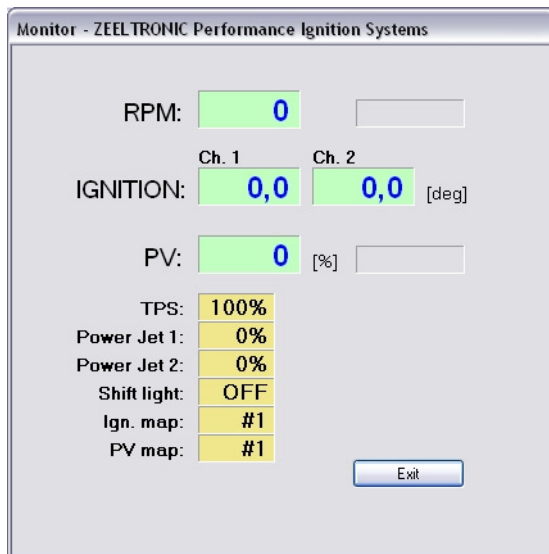 Monitor - ZEELTRONIC Performance Ignition Systems
RPM: 0
Ch. 1 Ch. 2
IGNITION: 0,0 0,0 [deg]
PV: 0 [%]
TPS: 100%
Power Jet 1: 0%
Power Jet 2: 0%
Shift light: OFF
Ign. map: #1
PV map: #1
Exit